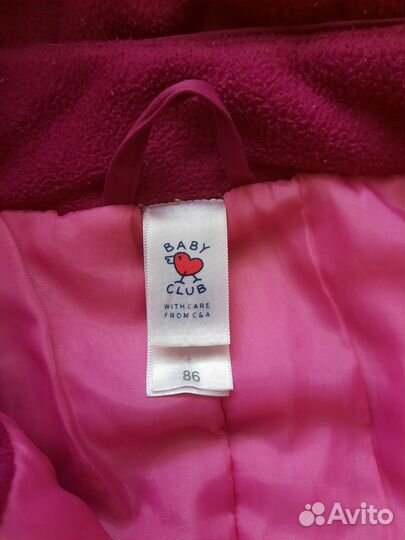 BABY
CLUB
WITH CARE
FROM C&A
86
Avito